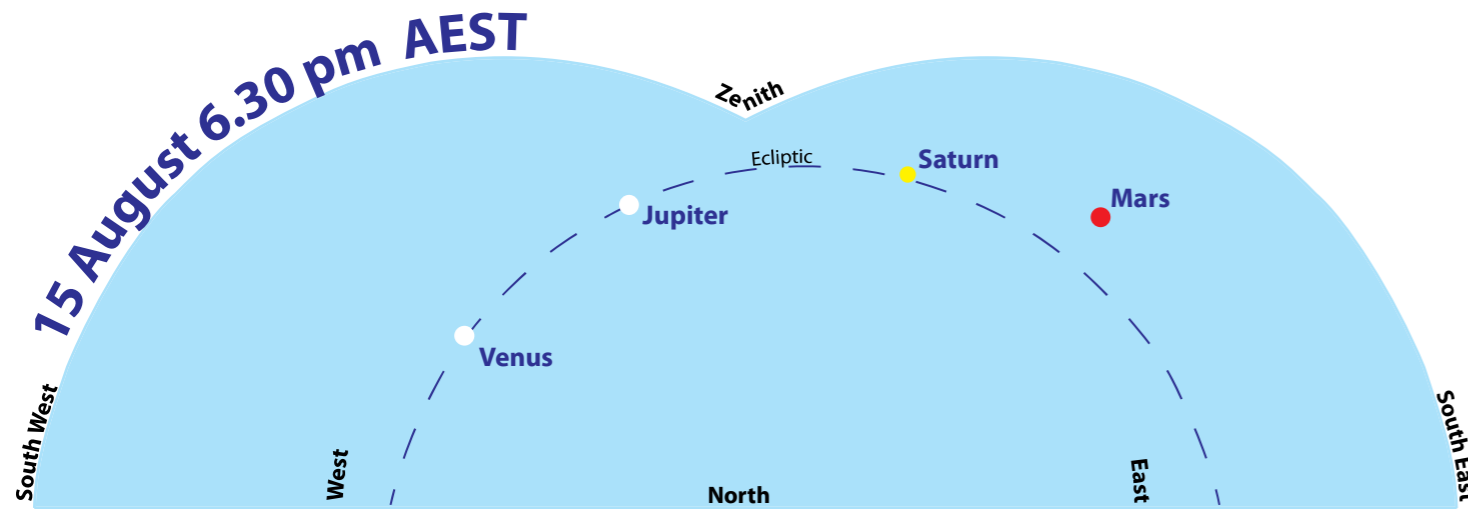 15 August 6.30 pm AEST
Zenith
Ecliptic
Saturn
Mars
Jupiter
Venus
South West
West
North
East
South East